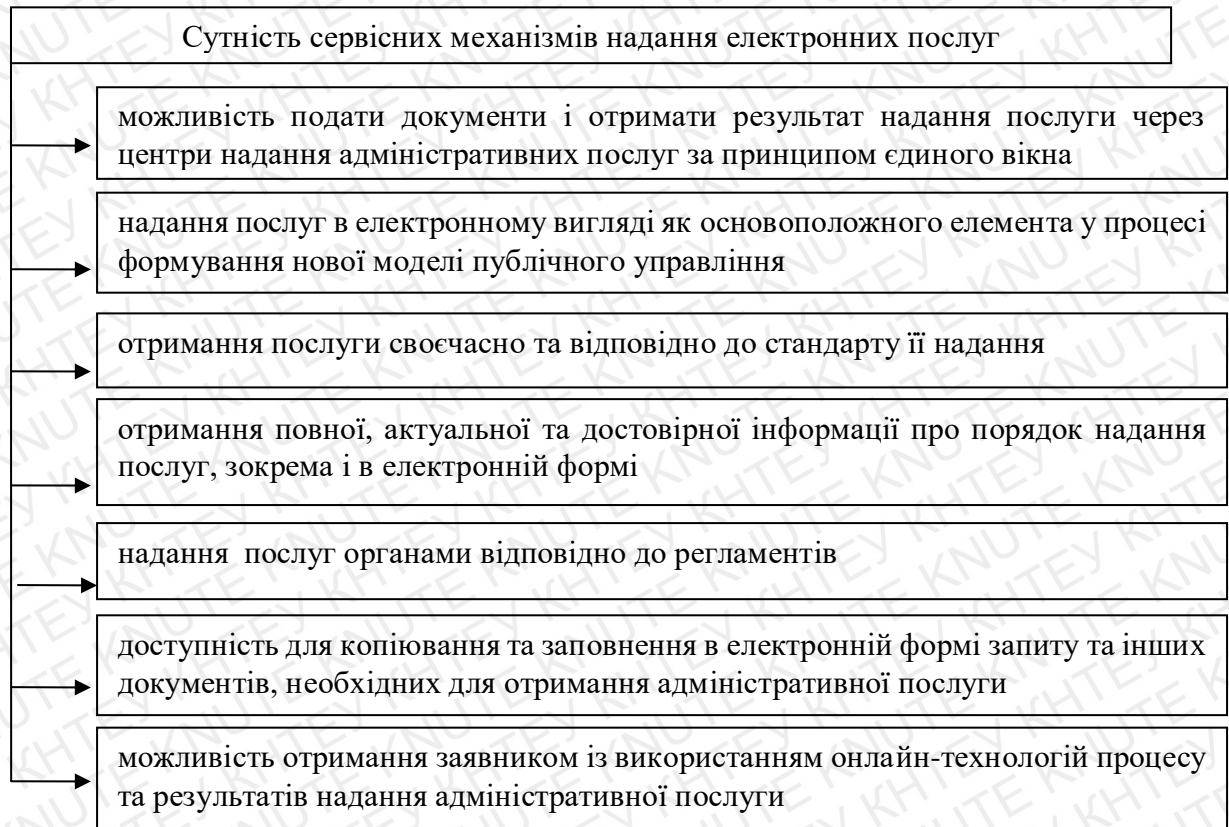 Сутність сервісних механізмів надання електронних послуг
можливість подати документи і отримати результат надання послуги через
центри надання адміністративних послуг за принципом єдиного вікна
надання послуг в електронному вигляді як основоположного елемента у процесі
формування нової моделі публічного управління
отримання послуги своєчасно та відповідно до стандарту її надання
отримання повної, актуальної та достовірної інформації про порядок надання
послуг, зокрема і в електронній формі
надання послуг органами відповідно до регламентів
доступність для копіювання та заповнення в електронній формі запиту та інших
документів, необхідних для отримання адміністративної послуги
можливість отримання заявником із використанням онлайн-технологій процесу
та результатів надання адміністративної послуги